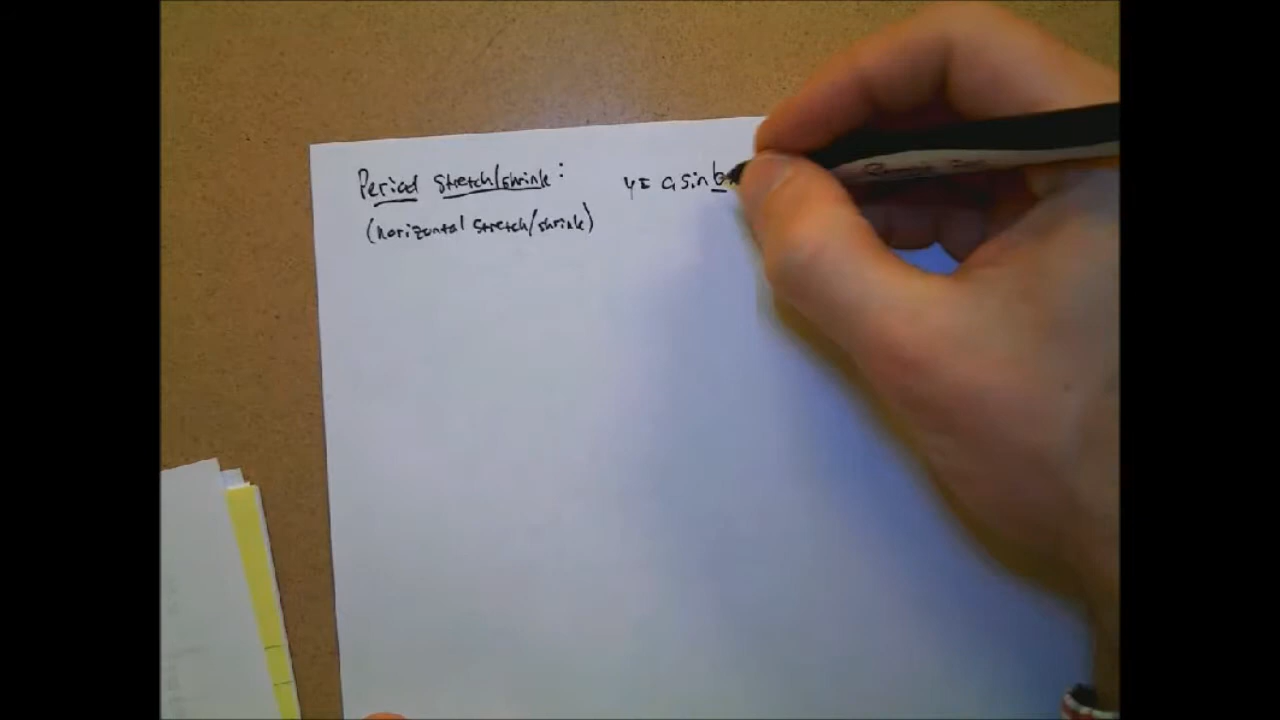 Period stretch/shrink: y = a sin b
(horizontal stretch/shrink)